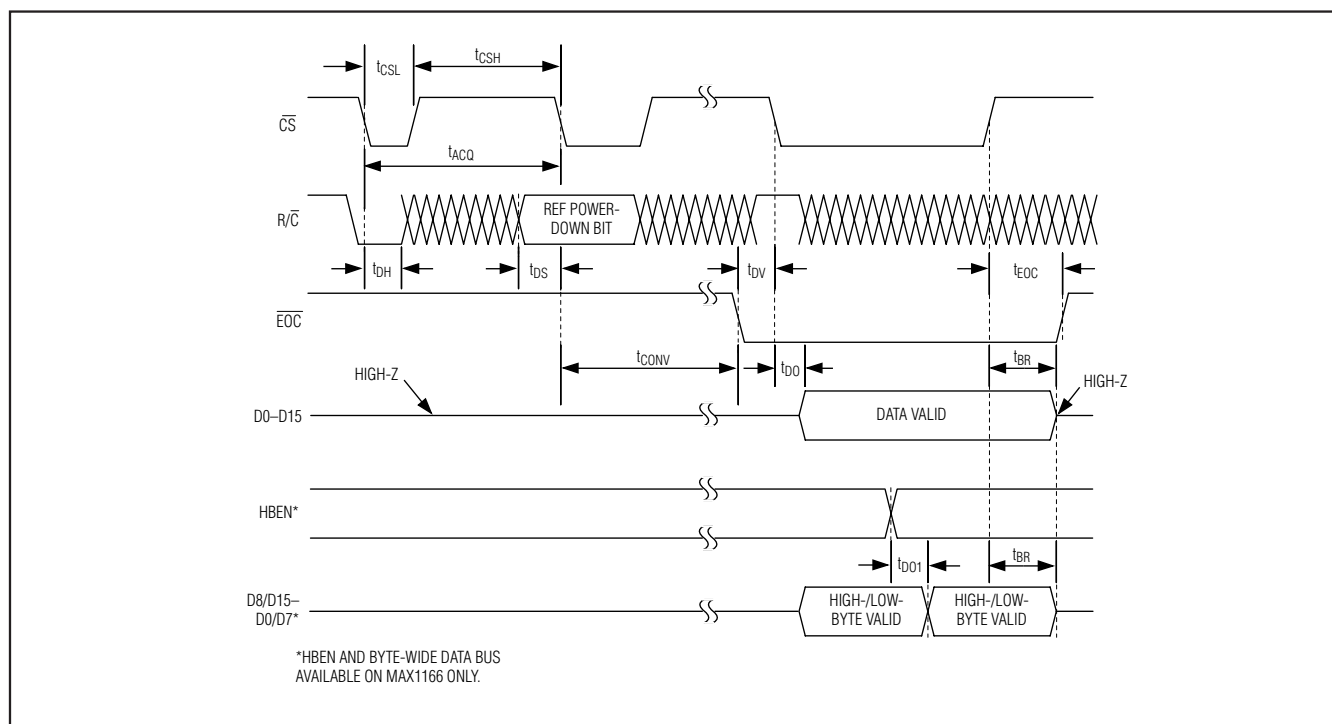 tCSL
tCSH
CS
tACQ
R/C
REF POWER-
DOWN BIT
tDH
tDS
tDV
tEOC
EOC
tCONV
tDO
tBR
HIGH-Z
HIGH-Z
D0–D15
DATA VALID
HBEN*
tDO1
tBR
D8/D15–
D0/D7*
HIGH-/LOW-
BYTE VALID
HIGH-/LOW-
BYTE VALID
*HBEN AND BYTE-WIDE DATA BUS
AVAILABLE ON MAX1166 ONLY.